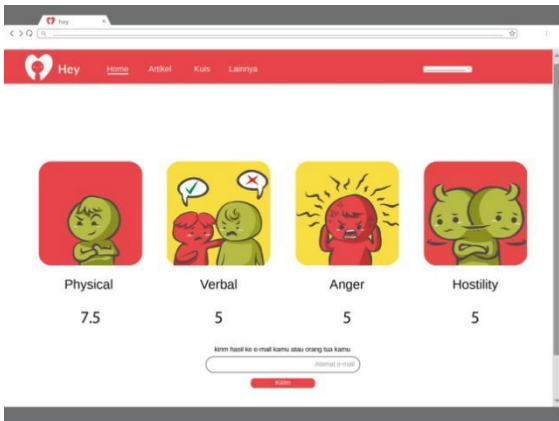 hey
Hey
Home Artikel Kuis Lainnya
Physical Verbal Anger Hostility
7.5 5 5 5
kirim hasil ke e-mail kamu atau orang tua kamu
Alamat e-mail
Kirim